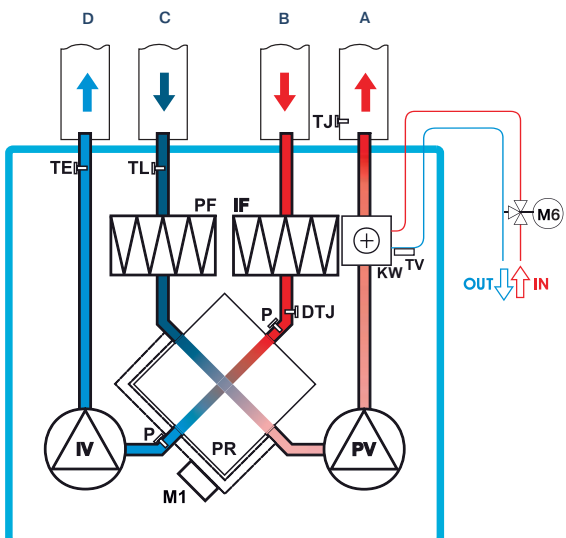 D C B A
TJ
TE TL
PF IF
M6
TV
KW
OUT IN
P DTJ
P
IV PR PV
M1